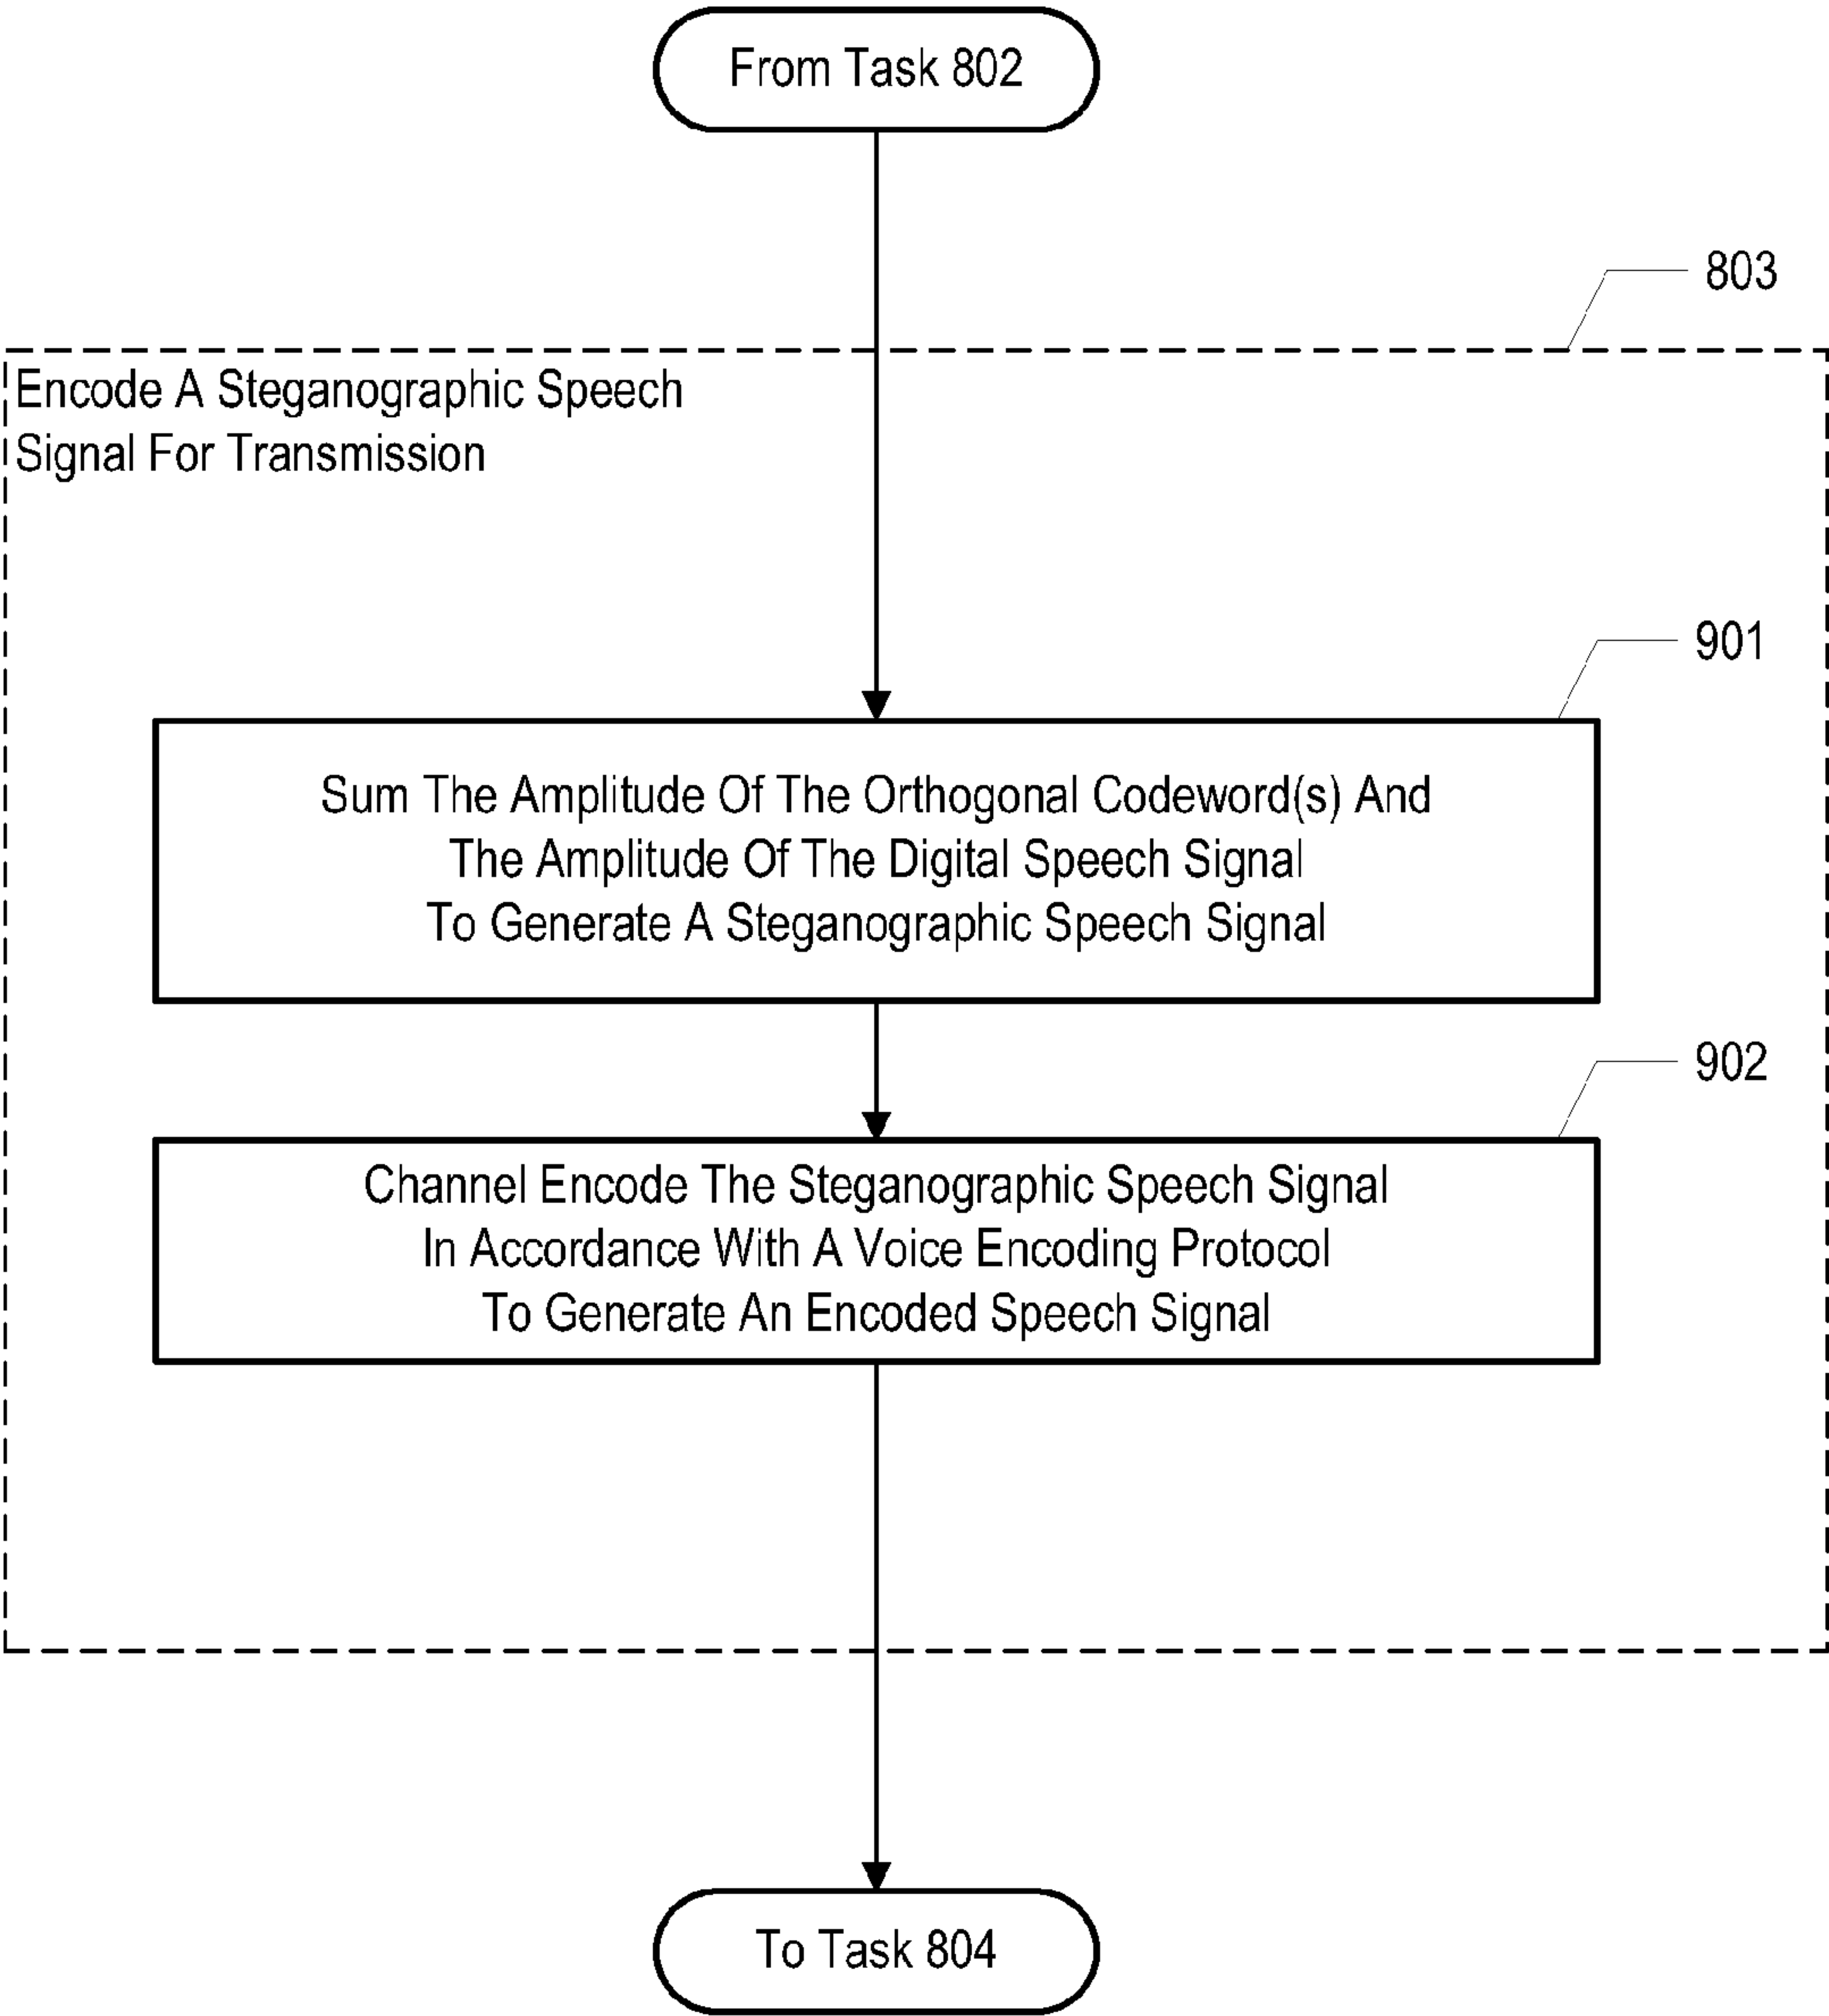 From Task 802
803
Encode A Steganographic Speech
Signal For Transmission
901
Sum The Amplitude Of The Orthogonal Codeword(s) And
The Amplitude Of The Digital Speech Signal
To Generate A Steganographic Speech Signal
902
Channel Encode The Steganographic Speech Signal
In Accordance With A Voice Encoding Protocol
To Generate An Encoded Speech Signal
To Task 804